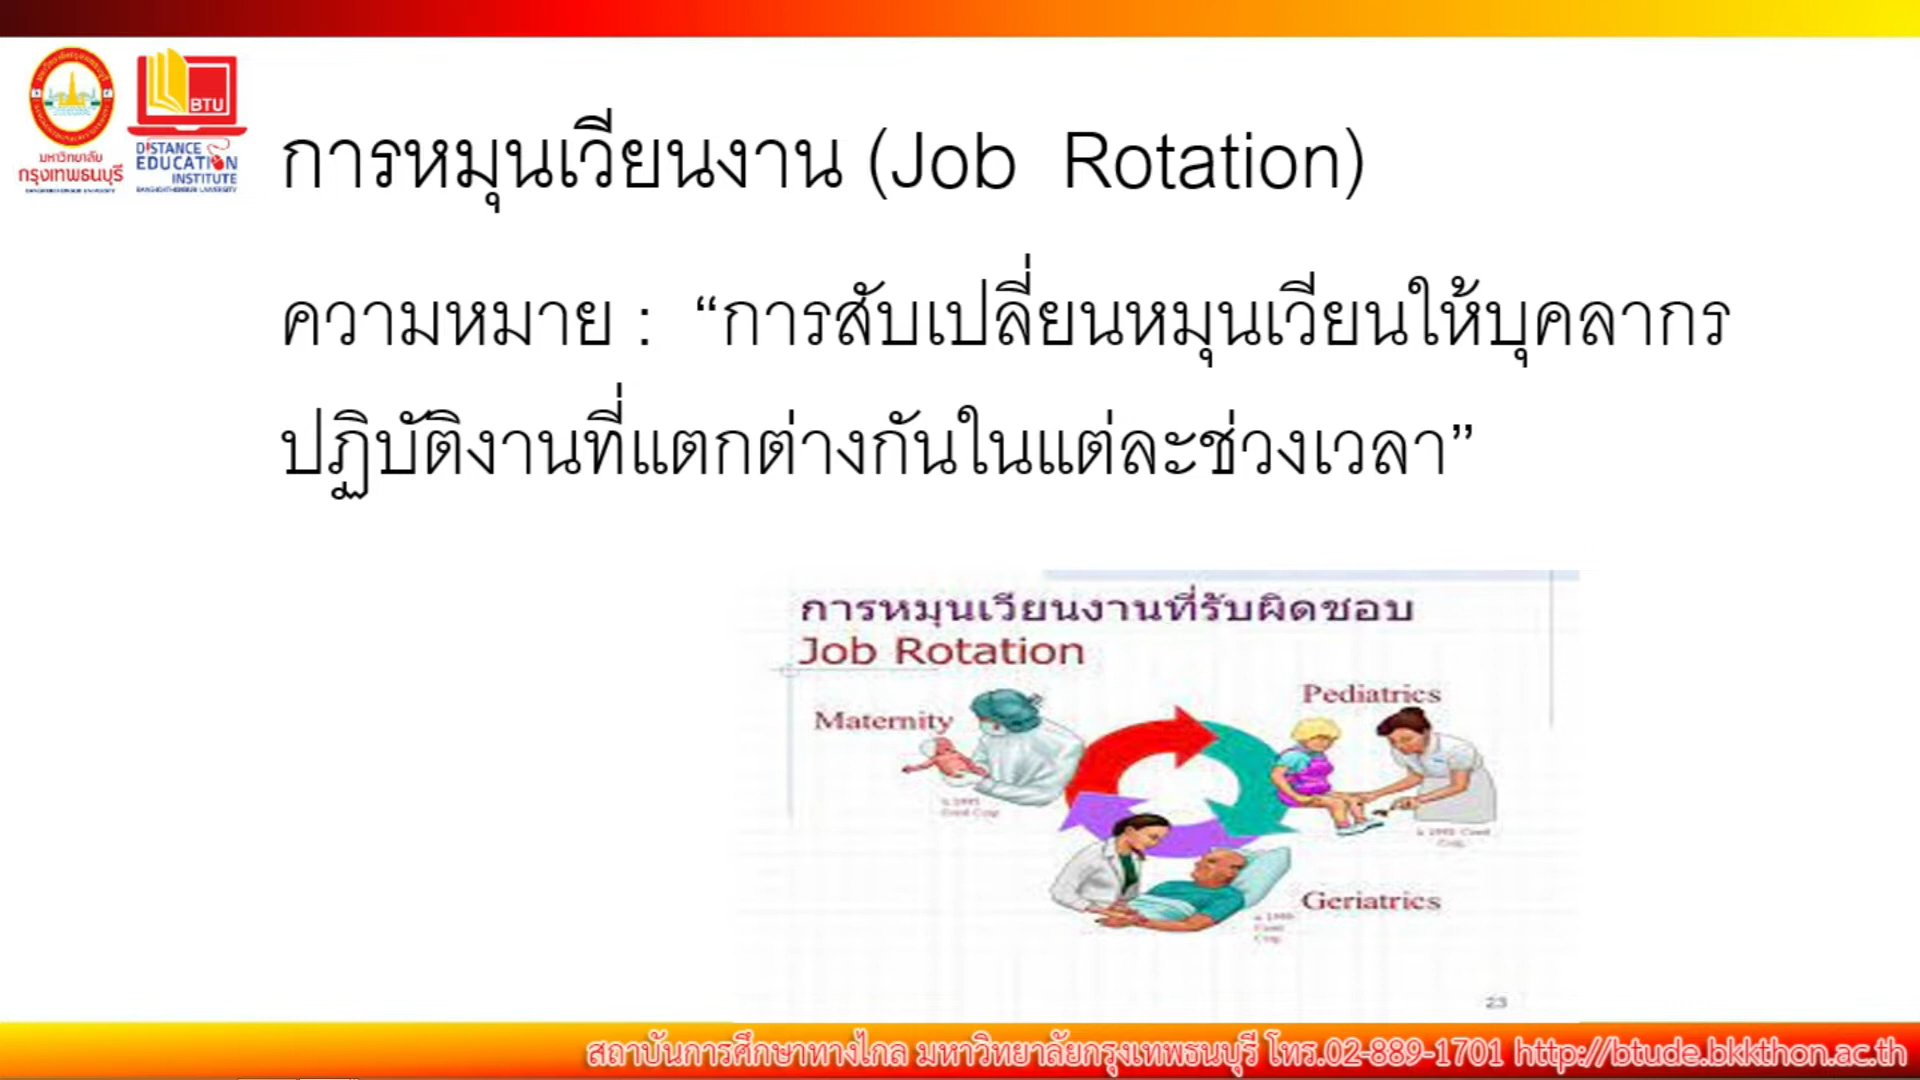 มหาวิทยาลัย
กรุงเทพธนบุรี
BANGKOKTHONBURI UNIVERSITY
BTU
DISTANCE
EDUCATION
INSTITUTE
BANGKOKTHONBURI UNIVERSITY
การหมุนเวียนงาน (Job Rotation)
ความหมาย : “การสับเปลี่ยนหมุนเวียนให้บุคลากร
ปฏิบัติงานที่แตกต่างกันในแต่ละช่วงเวลา”
การหมุนเวียนงานที่รับผิดชอบ
Job Rotation
Maternity
Pediatrics
Geriatrics
23
สถาบันการศึกษาทางไกล มหาวิทยาลัยกรุงเทพธนบุรี โทร.02-889-1701 http://btude.bkkthon.ac.th